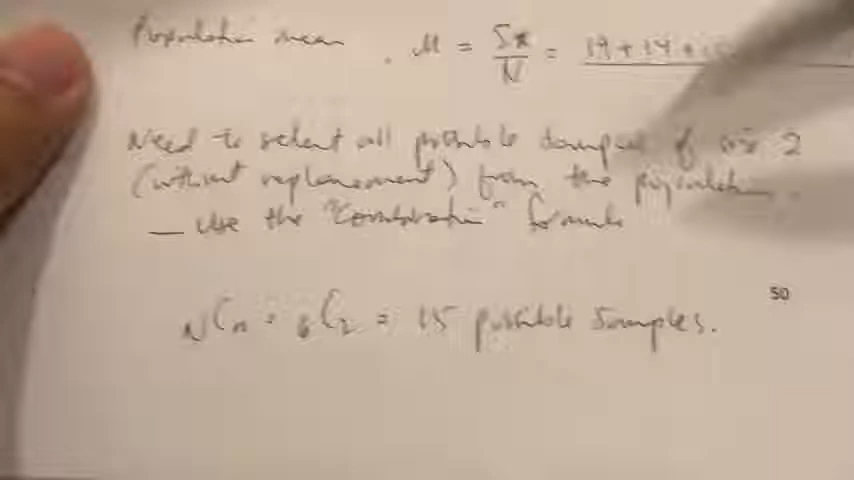 Population mean . M = Σx / N = 19 + 14 + 15
Need to select all possible samples of size 2
(without replacement) from the population.
— Use the "Combination" formula
50
NCn = 6C2 = 15 possible samples.